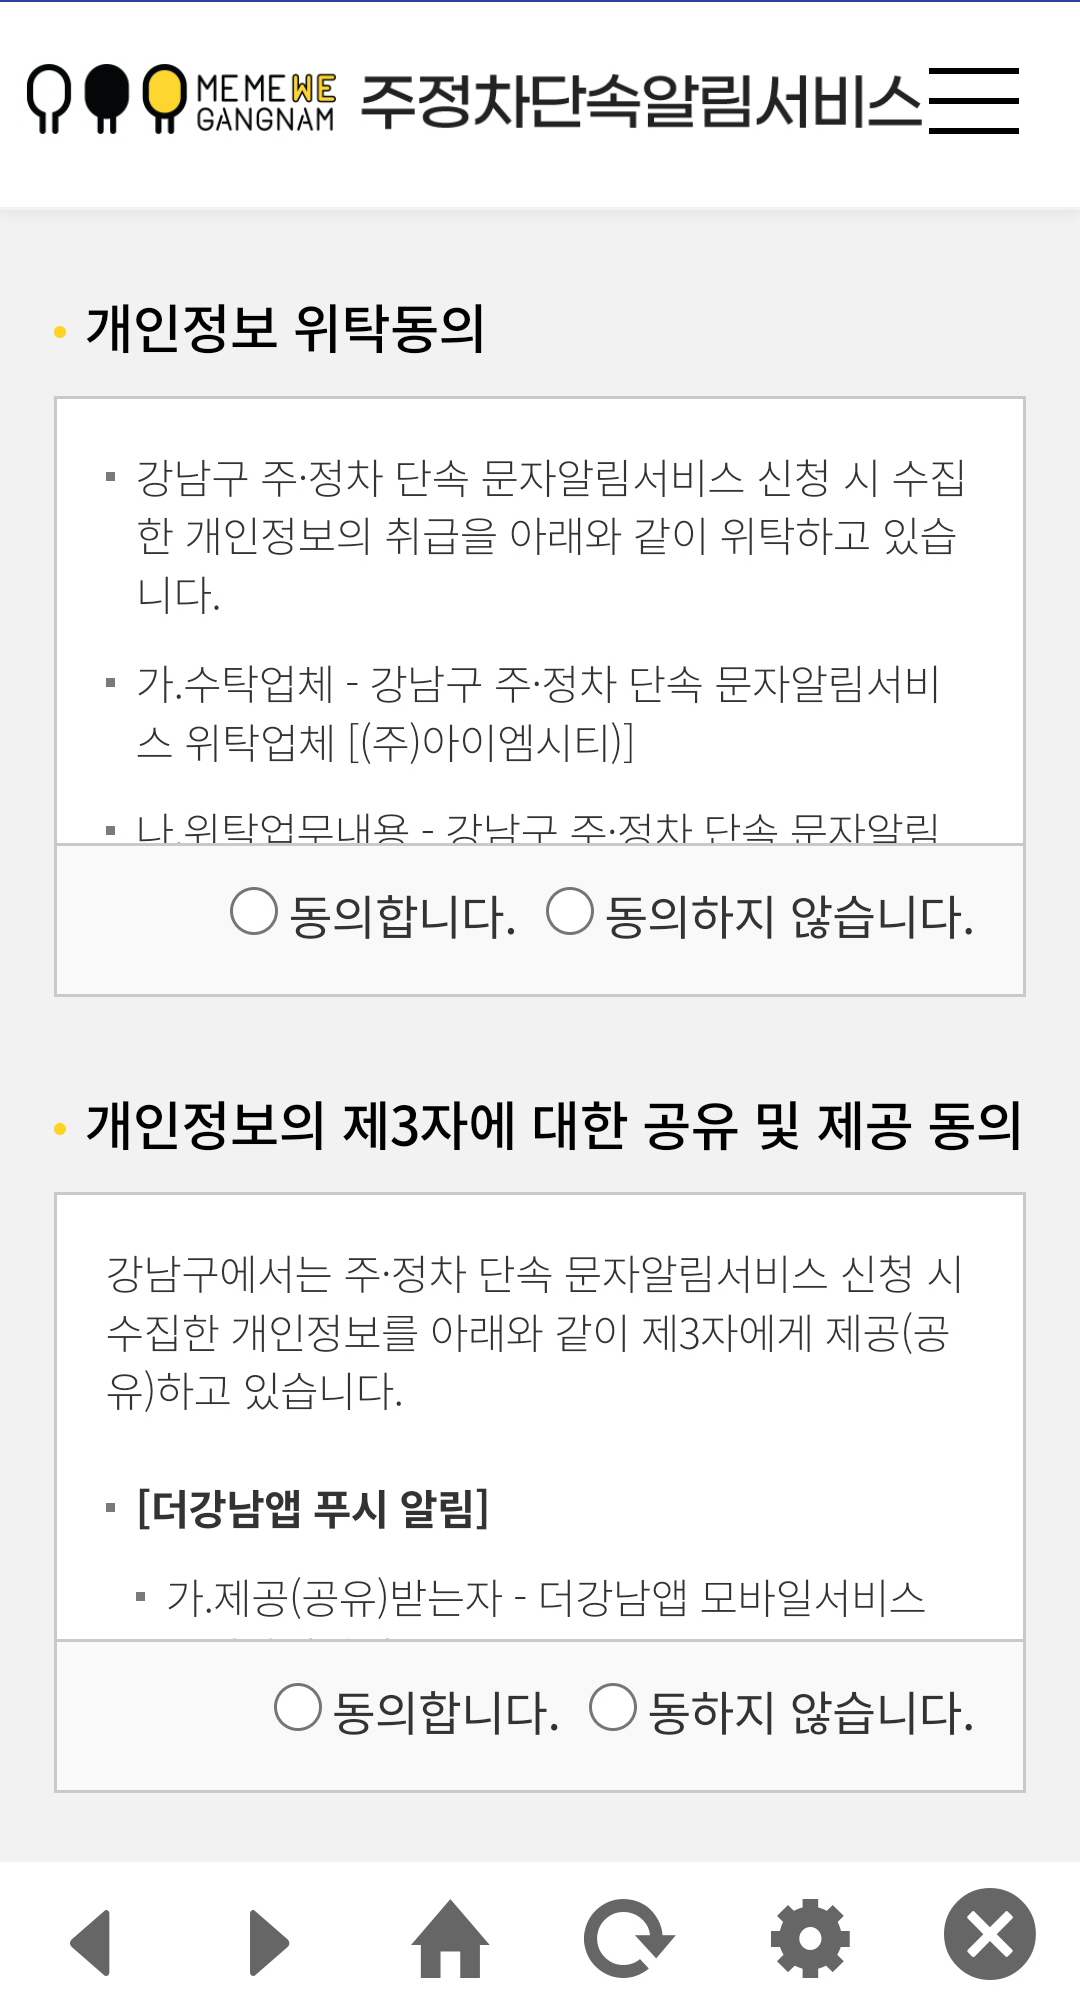 MEMEWE
GANGNAM
주정차단속알림서비스
개인정보 위탁동의
강남구 주·정차 단속 문자알림서비스 신청 시 수집
한 개인정보의 취급을 아래와 같이 위탁하고 있습
니다.
가.수탁업체 - 강남구 주·정차 단속 문자알림서비
스 위탁업체 [(주)아이엠시티)]
나.위탁업무내용 - 강남구 주·정차 단속 문자알림
동의합니다. 동의하지 않습니다.
개인정보의 제3자에 대한 공유 및 제공 동의
강남구에서는 주·정차 단속 문자알림서비스 신청 시
수집한 개인정보를 아래와 같이 제3자에게 제공(공
유)하고 있습니다.
[더강남앱 푸시 알림]
가.제공(공유)받는자 - 더강남앱 모바일서비스
동의합니다. 동하지 않습니다.